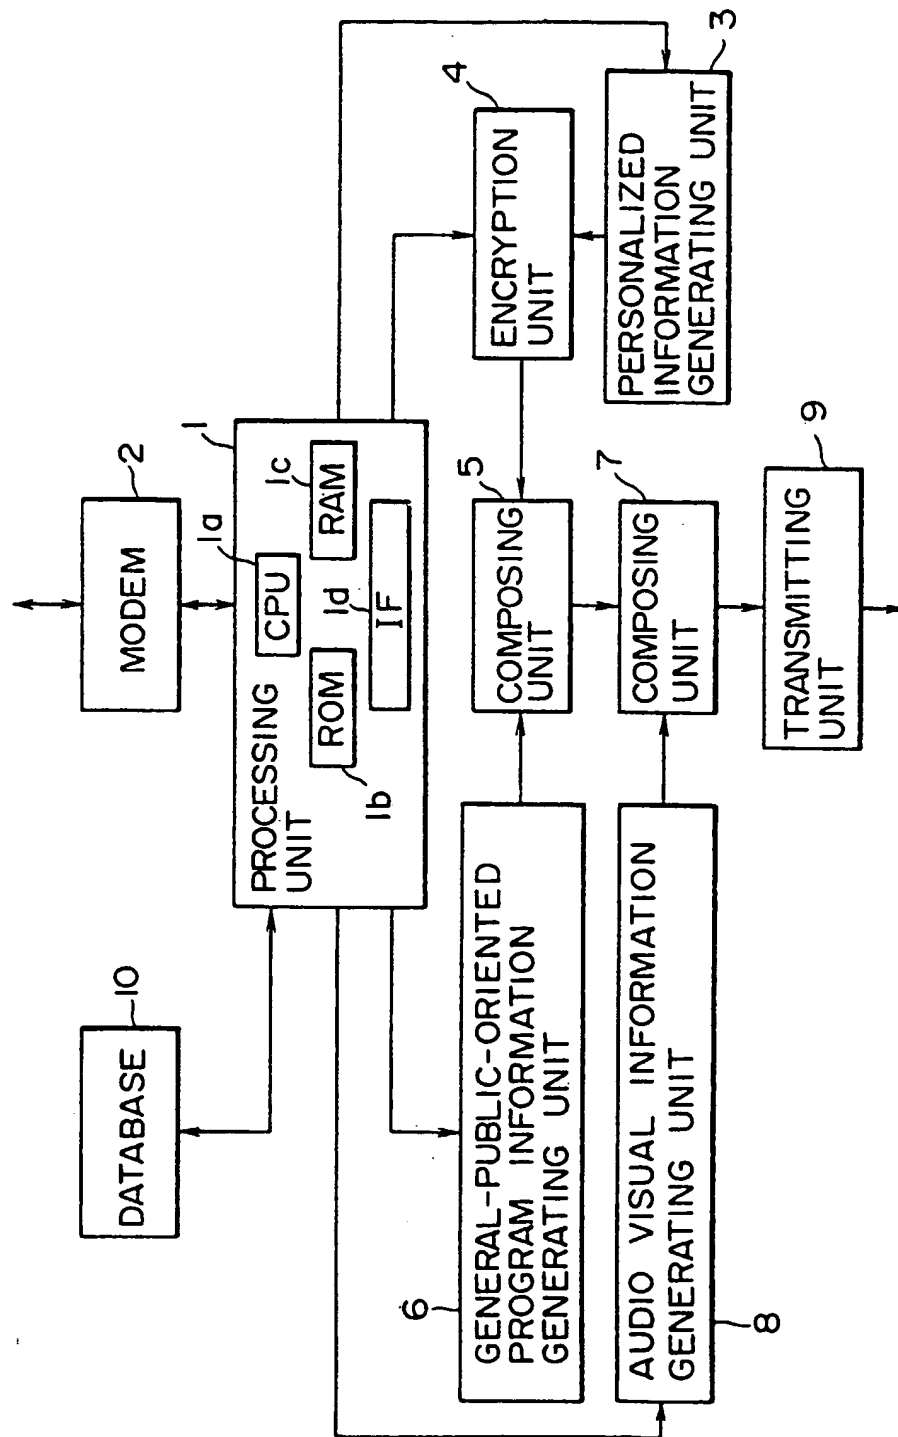 DATABASE
10
MODEM
2
PROCESSING
UNIT
1
CPU
1a
ROM
1b
RAM
1c
IF
1d
GENERAL-PUBLIC-ORIENTED
PROGRAM INFORMATION
GENERATING UNIT
6
COMPOSING
UNIT
5
ENCRYPTION
UNIT
4
AUDIO VISUAL INFORMATION
GENERATING UNIT
8
COMPOSING
UNIT
7
PERSONALIZED
INFORMATION
GENERATING UNIT
3
TRANSMITTING
UNIT
9